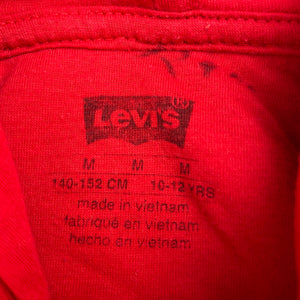 Levi's ®
M M M
140-152 CM 10-12 YRS
made in vietnam
fabriqué en vietnam
hecho en vietnam